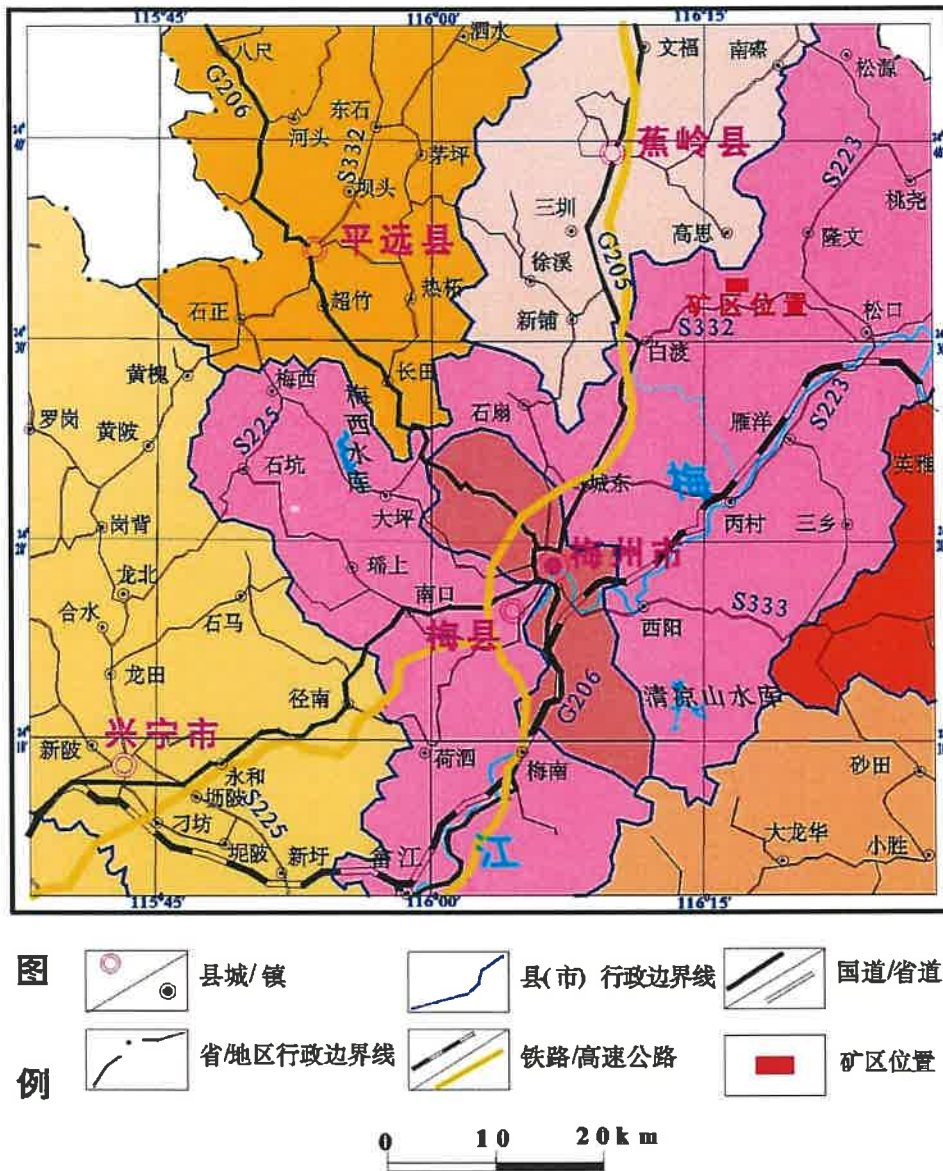 115°45′ 116°00′ 116°15′
泗水
八尺
文福
南磜
松源
G206
东石
河头
S332
蕉岭县
S223
24°40′
茅坪
坝头
桃尧
三圳
高思
隆文
平选县
G205
徐溪
热柘
石正
超竹
新铺
矿区位置
松口
S332
24°30′
白渡
黄槐
长田
梅西
梅西水库
石扇
雁洋
S223
罗岗
黄陂
S225
石坑
英雅
城东
梅
大坪
丙村
三乡
岗背
24°20′
梅州市
瑶上
龙北
南口
合水
石马
S333
梅县
西阳
龙田
径南
G206
清凉山水库
兴宁市
新陂
荷泗
梅南
永和
砂田
坜陂
S225
刁坊
坭陂
新圩
畲江
江
大龙华
小胜
115°45′ 116°00′ 116°15′
图例
县城/镇
县(市) 行政边界线
国道/省道
省/地区行政边界线
铁路/高速公路
矿区位置
0 10 20km